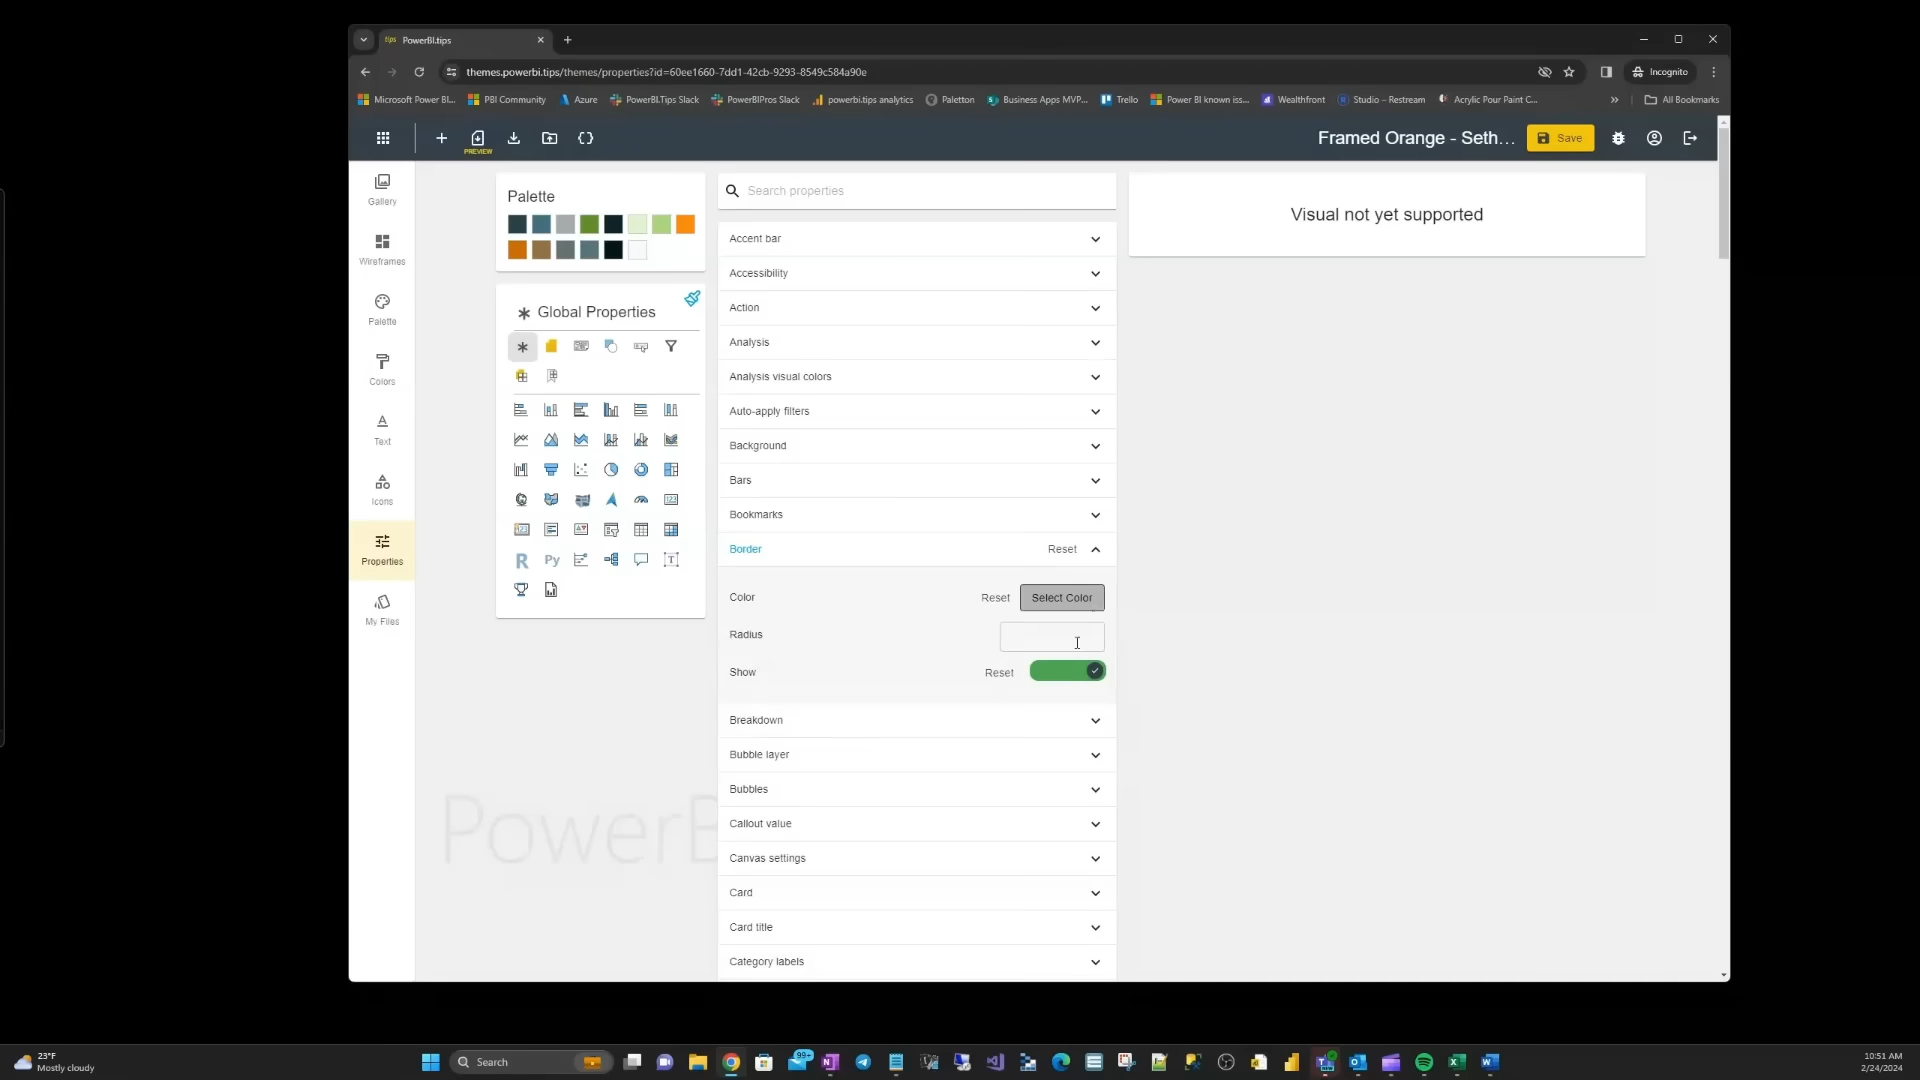 tips PowerBI.tips
themes.powerbi.tips/themes/properties?id=60ee1660-7dd1-42cb-9293-8549c584a90e
Incognito
Microsoft Power BI...
PBI Community
Azure
PowerBI.Tips Slack
PowerBIPros Slack
powerbi.tips analytics
Paletton
Business Apps MVP...
Trello
Power BI known iss...
Wealthfront
Studio – Restream
Acrylic Pour Paint C...
All Bookmarks
PREVIEW
Framed Orange - Seth...
Save
Gallery
Wireframes
Palette
Colors
Text
Icons
Properties
My Files
Palette
Global Properties
R
Py
Search properties
Accent bar
Accessibility
Action
Analysis
Analysis visual colors
Auto-apply filters
Background
Bars
Bookmarks
Border Reset
Color Reset Select Color
Radius
Show Reset
Breakdown
Bubble layer
Bubbles
Callout value
Canvas settings
Card
Card title
Category labels
Visual not yet supported
PowerB
23°F
Mostly cloudy
Search
99+
10:51 AM
2/24/2024